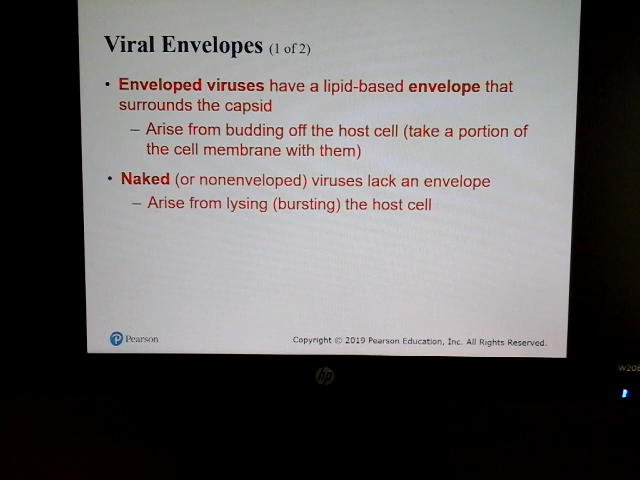 Viral Envelopes (1 of 2)
• Enveloped viruses have a lipid-based envelope that
surrounds the capsid
– Arise from budding off the host cell (take a portion of
the cell membrane with them)
• Naked (or nonenveloped) viruses lack an envelope
– Arise from lysing (bursting) the host cell
P Pearson
Copyright © 2019 Pearson Education, Inc. All Rights Reserved.
hp